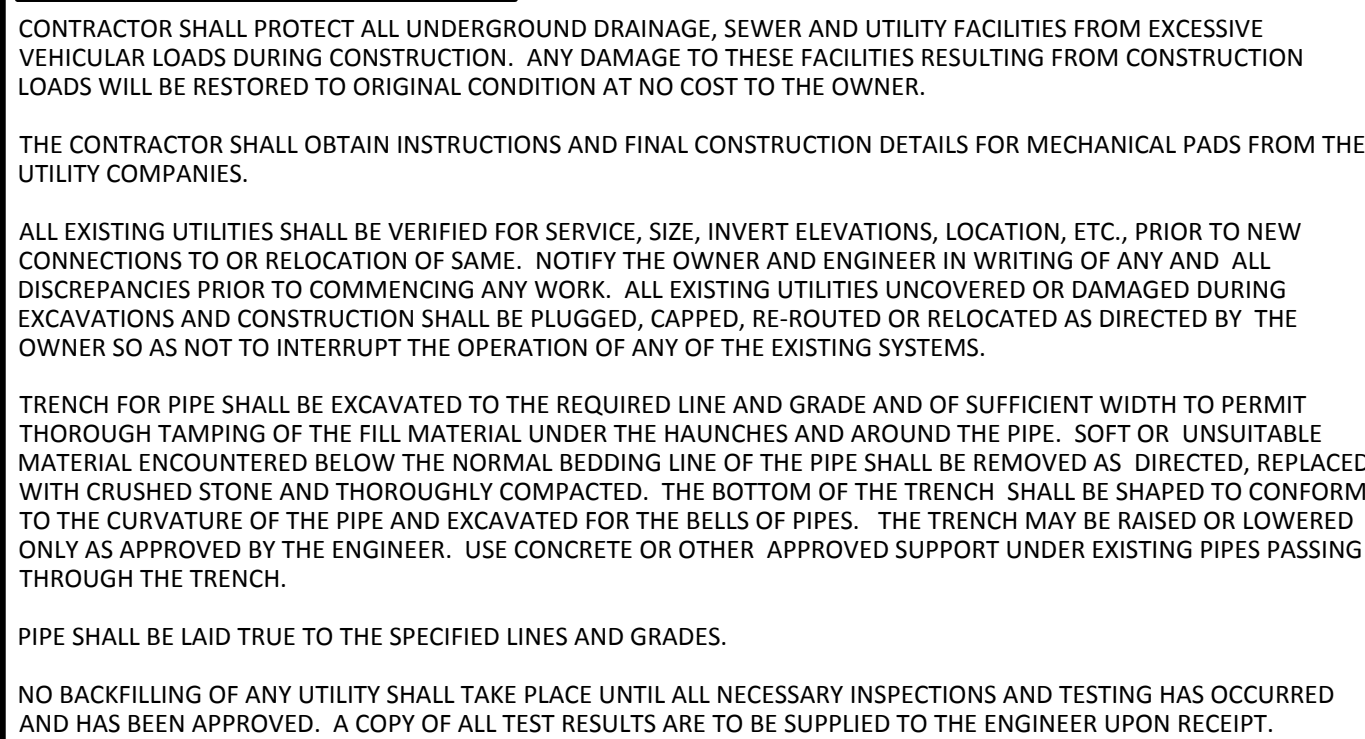 CONTRACTOR SHALL PROTECT ALL UNDERGROUND DRAINAGE, SEWER AND UTILITY FACILITIES FROM EXCESSIVE
VEHICULAR LOADS DURING CONSTRUCTION. ANY DAMAGE TO THESE FACILITIES RESULTING FROM CONSTRUCTION
LOADS WILL BE RESTORED TO ORIGINAL CONDITION AT NO COST TO THE OWNER.
THE CONTRACTOR SHALL OBTAIN INSTRUCTIONS AND FINAL CONSTRUCTION DETAILS FOR MECHANICAL PADS FROM THE
UTILITY COMPANIES.
ALL EXISTING UTILITIES SHALL BE VERIFIED FOR SERVICE, SIZE, INVERT ELEVATIONS, LOCATION, ETC., PRIOR TO NEW
CONNECTIONS TO OR RELOCATION OF SAME. NOTIFY THE OWNER AND ENGINEER IN WRITING OF ANY AND ALL
DISCREPANCIES PRIOR TO COMMENCING ANY WORK. ALL EXISTING UTILITIES UNCOVERED OR DAMAGED DURING
EXCAVATIONS AND CONSTRUCTION SHALL BE PLUGGED, CAPPED, RE-ROUTED OR RELOCATED AS DIRECTED BY THE
OWNER SO AS NOT TO INTERRUPT THE OPERATION OF ANY OF THE EXISTING SYSTEMS.
TRENCH FOR PIPE SHALL BE EXCAVATED TO THE REQUIRED LINE AND GRADE AND OF SUFFICIENT WIDTH TO PERMIT
THOROUGH TAMPING OF THE FILL MATERIAL UNDER THE HAUNCHES AND AROUND THE PIPE. SOFT OR UNSUITABLE
MATERIAL ENCOUNTERED BELOW THE NORMAL BEDDING LINE OF THE PIPE SHALL BE REMOVED AS DIRECTED, REPLACED
WITH CRUSHED STONE AND THOROUGHLY COMPACTED. THE BOTTOM OF THE TRENCH SHALL BE SHAPED TO CONFORM
TO THE CURVATURE OF THE PIPE AND EXCAVATED FOR THE BELLS OF PIPES. THE TRENCH MAY BE RAISED OR LOWERED
ONLY AS APPROVED BY THE ENGINEER. USE CONCRETE OR OTHER APPROVED SUPPORT UNDER EXISTING PIPES PASSING
THROUGH THE TRENCH.
PIPE SHALL BE LAID TRUE TO THE SPECIFIED LINES AND GRADES.
NO BACKFILLING OF ANY UTILITY SHALL TAKE PLACE UNTIL ALL NECESSARY INSPECTIONS AND TESTING HAS OCCURRED
AND HAS BEEN APPROVED. A COPY OF ALL TEST RESULTS ARE TO BE SUPPLIED TO THE ENGINEER UPON RECEIPT.